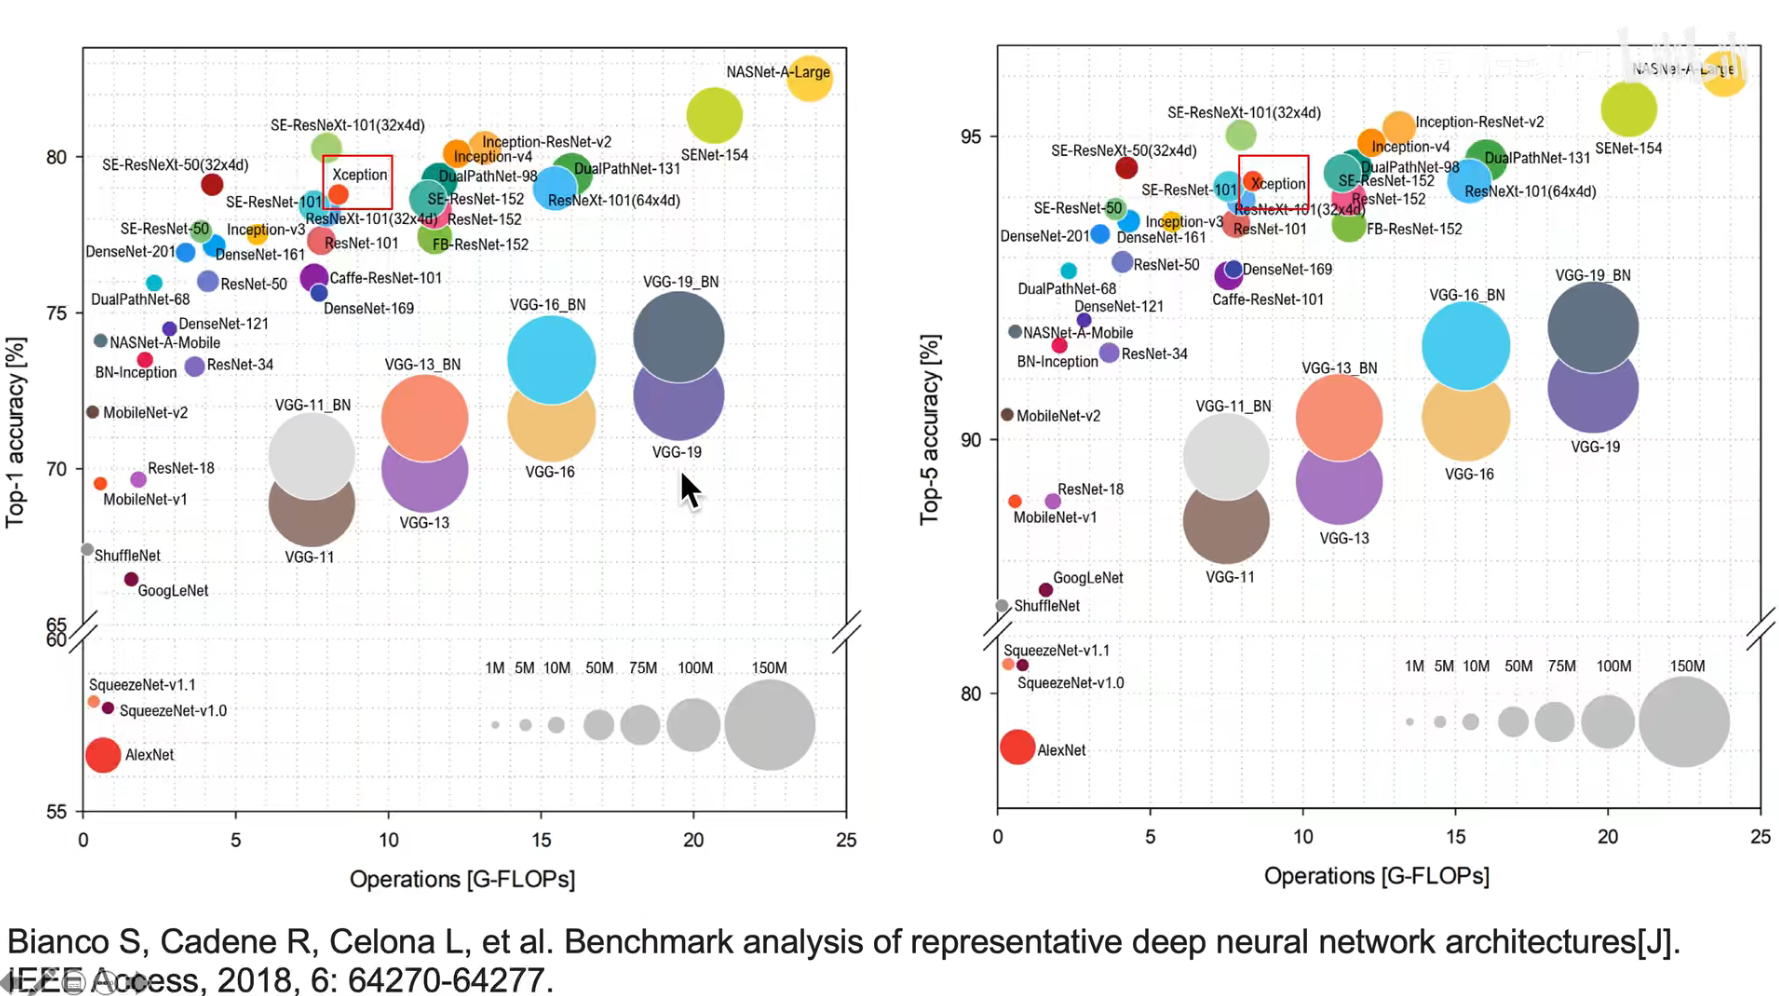 NASNet-A-Large
SENet-154
SE-ResNeXt-101(32x4d)
Inception-ResNet-v2
Inception-v4
SE-ResNeXt-50(32x4d)
Xception
DualPathNet-131
DualPathNet-98
SE-ResNet-101
SE-ResNet-152
ResNeXt-101(64x4d)
ResNeXt-101(32x4d)
ResNet-152
SE-ResNet-50
Inception-v3
ResNet-101
FB-ResNet-152
DenseNet-201
DenseNet-161
ResNet-50
Caffe-ResNet-101
VGG-19_BN
DualPathNet-68
DenseNet-169
VGG-16_BN
DenseNet-121
NASNet-A-Mobile
BN-Inception
ResNet-34
VGG-13_BN
MobileNet-v2
VGG-11_BN
VGG-19
ResNet-18
VGG-16
MobileNet-v1
VGG-13
ShuffleNet
VGG-11
GoogLeNet
1M 5M 10M 50M 75M 100M 150M
SqueezeNet-v1.1
SqueezeNet-v1.0
AlexNet
80
75
70
65
60
55
0 5 10 15 20 25
Top-1 accuracy [%]
Operations [G-FLOPs]
NASNet-A-Large
SENet-154
SE-ResNeXt-101(32x4d)
Inception-ResNet-v2
Inception-v4
SE-ResNeXt-50(32x4d)
DualPathNet-131
DualPathNet-98
Xception
SE-ResNet-152
SE-ResNet-101
ResNeXt-101(64x4d)
ResNet-152
SE-ResNet-50
ResNeXt-101(32x4d)
Inception-v3
ResNet-101
FB-ResNet-152
DenseNet-201
DenseNet-161
ResNet-50
DenseNet-169
VGG-19_BN
DualPathNet-68
Caffe-ResNet-101
VGG-16_BN
DenseNet-121
NASNet-A-Mobile
BN-Inception
ResNet-34
VGG-13_BN
VGG-11_BN
MobileNet-v2
VGG-19
VGG-16
ResNet-18
MobileNet-v1
VGG-13
GoogLeNet
VGG-11
ShuffleNet
1M 5M 10M 50M 75M 100M 150M
SqueezeNet-v1.1
SqueezeNet-v1.0
AlexNet
95
90
80
0 5 10 15 20 25
Top-5 accuracy [%]
Operations [G-FLOPs]
Bianco S, Cadene R, Celona L, et al. Benchmark analysis of representative deep neural network architectures[J].
IEEE Access, 2018, 6: 64270-64277.